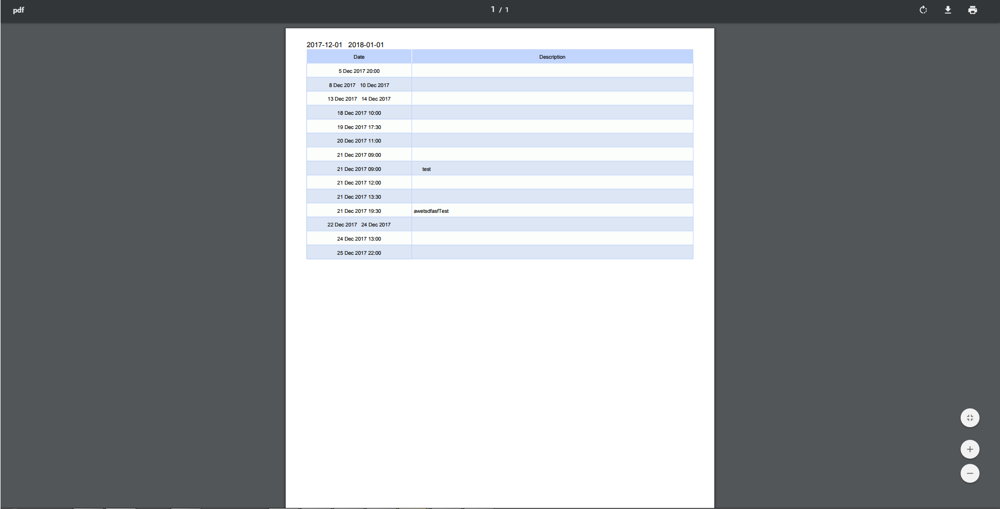 pdf
1 / 1
2017-12-01 2018-01-01
Date Description
5 Dec 2017 20:00
8 Dec 2017 10 Dec 2017
13 Dec 2017 14 Dec 2017
18 Dec 2017 10:00
19 Dec 2017 17:30
20 Dec 2017 11:00
21 Dec 2017 09:00
21 Dec 2017 09:00 test
21 Dec 2017 12:00
21 Dec 2017 13:30
21 Dec 2017 19:30 awetsdfasfTest
22 Dec 2017 24 Dec 2017
24 Dec 2017 13:00
25 Dec 2017 22:00